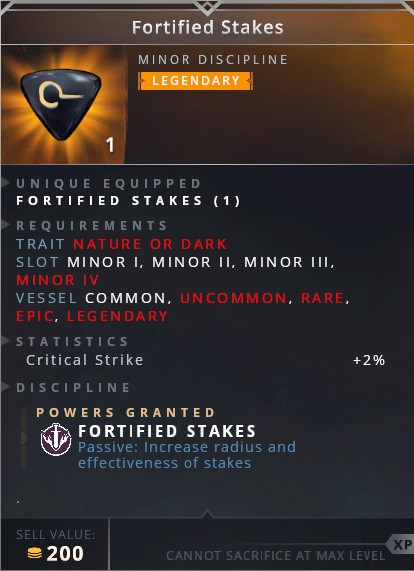 Fortified Stakes
MINOR DISCIPLINE
LEGENDARY
1
UNIQUE EQUIPPED
FORTIFIED STAKES (1)
REQUIREMENTS
TRAIT NATURE OR DARK
SLOT MINOR I, MINOR II, MINOR III,
MINOR IV
VESSEL COMMON, UNCOMMON, RARE,
EPIC, LEGENDARY
STATISTICS
Critical Strike +2%
DISCIPLINE
POWERS GRANTED
FORTIFIED STAKES
Passive: Increase radius and
effectiveness of stakes
.
SELL VALUE:
200
XP
CANNOT SACRIFICE AT MAX LEVEL